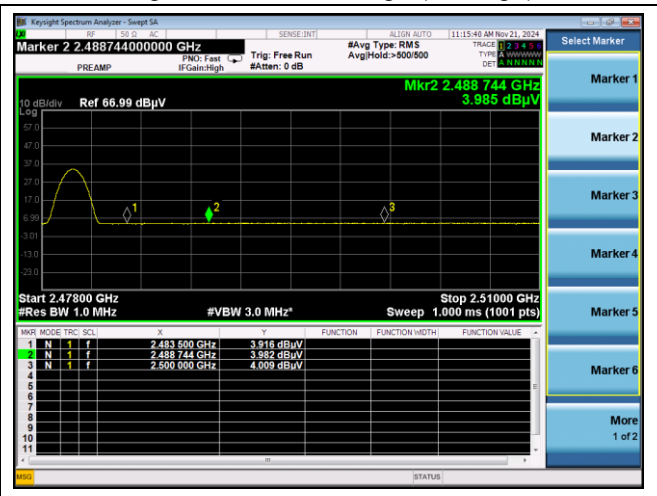 Keysight Spectrum Analyzer - Swept SA
LXI RF 50 Ω AC SENSE:INT ALIGN AUTO 11:15:40 AM Nov 21, 2024
Marker 2 2.488744000000 GHz
PREAMP
PNO: Fast
IFGain:High
Trig: Free Run
#Atten: 0 dB
#Avg Type: RMS
Avg|Hold:>500/500
TRACE 1 2 3 4 5 6
TYPE A WWWWW
DET A N N N N N
Select Marker
Mkr2 2.488 744 GHz
3.985 dBµV
10 dB/div Ref 66.99 dBµV
Log
57.0
47.0
37.0
27.0
17.0
6.99
-3.01
-13.0
-23.0
1
2
3
Start 2.47800 GHz Stop 2.51000 GHz
#Res BW 1.0 MHz #VBW 3.0 MHz* Sweep 1.000 ms (1001 pts)
MKR MODE TRC SCL X Y FUNCTION FUNCTION WIDTH FUNCTION VALUE
1 N 1 f 2.483 500 GHz 3.916 dBµV
2 N 1 f 2.488 744 GHz 3.982 dBµV
3 N 1 f 2.500 000 GHz 4.009 dBµV
4
5
6
7
8
9
10
11
MSG STATUS
Marker 1
Marker 2
Marker 3
Marker 4
Marker 5
Marker 6
More
1 of 2